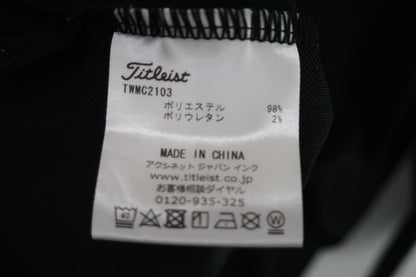 Titleist
TWMC2103
ポリエステル 98%
ポリウレタン 2%
MADE IN CHINA
アクシネット ジャパン インク
www.titleist.co.jp
お客様相談ダイヤル
0120-935-325
40 W